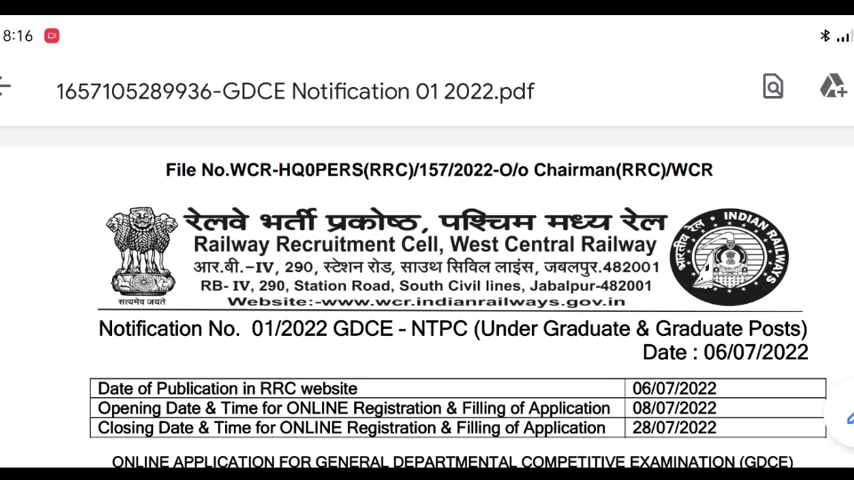 8:16
1657105289936-GDCE Notification 01 2022.pdf
File No.WCR-HQ0PERS(RRC)/157/2022-O/o Chairman(RRC)/WCR
रेलवे भर्ती प्रकोष्ठ, पश्चिम मध्य रेल
Railway Recruitment Cell, West Central Railway
आर.बी.-IV, 290, स्टेशन रोड, साउथ सिविल लाइंस, जबलपुर.482001
RB- IV, 290, Station Road, South Civil lines, Jabalpur-482001
Website:-www.wcr.indianrailways.gov.in
सत्यमेव जयते
भारतीय रेल
INDIAN RAILWAYS
Notification No. 01/2022 GDCE - NTPC (Under Graduate & Graduate Posts)
Date : 06/07/2022
Date of Publication in RRC website 06/07/2022
Opening Date & Time for ONLINE Registration & Filling of Application 08/07/2022
Closing Date & Time for ONLINE Registration & Filling of Application 28/07/2022
ONLINE APPLICATION FOR GENERAL DEPARTMENTAL COMPETITIVE EXAMINATION (GDCE)